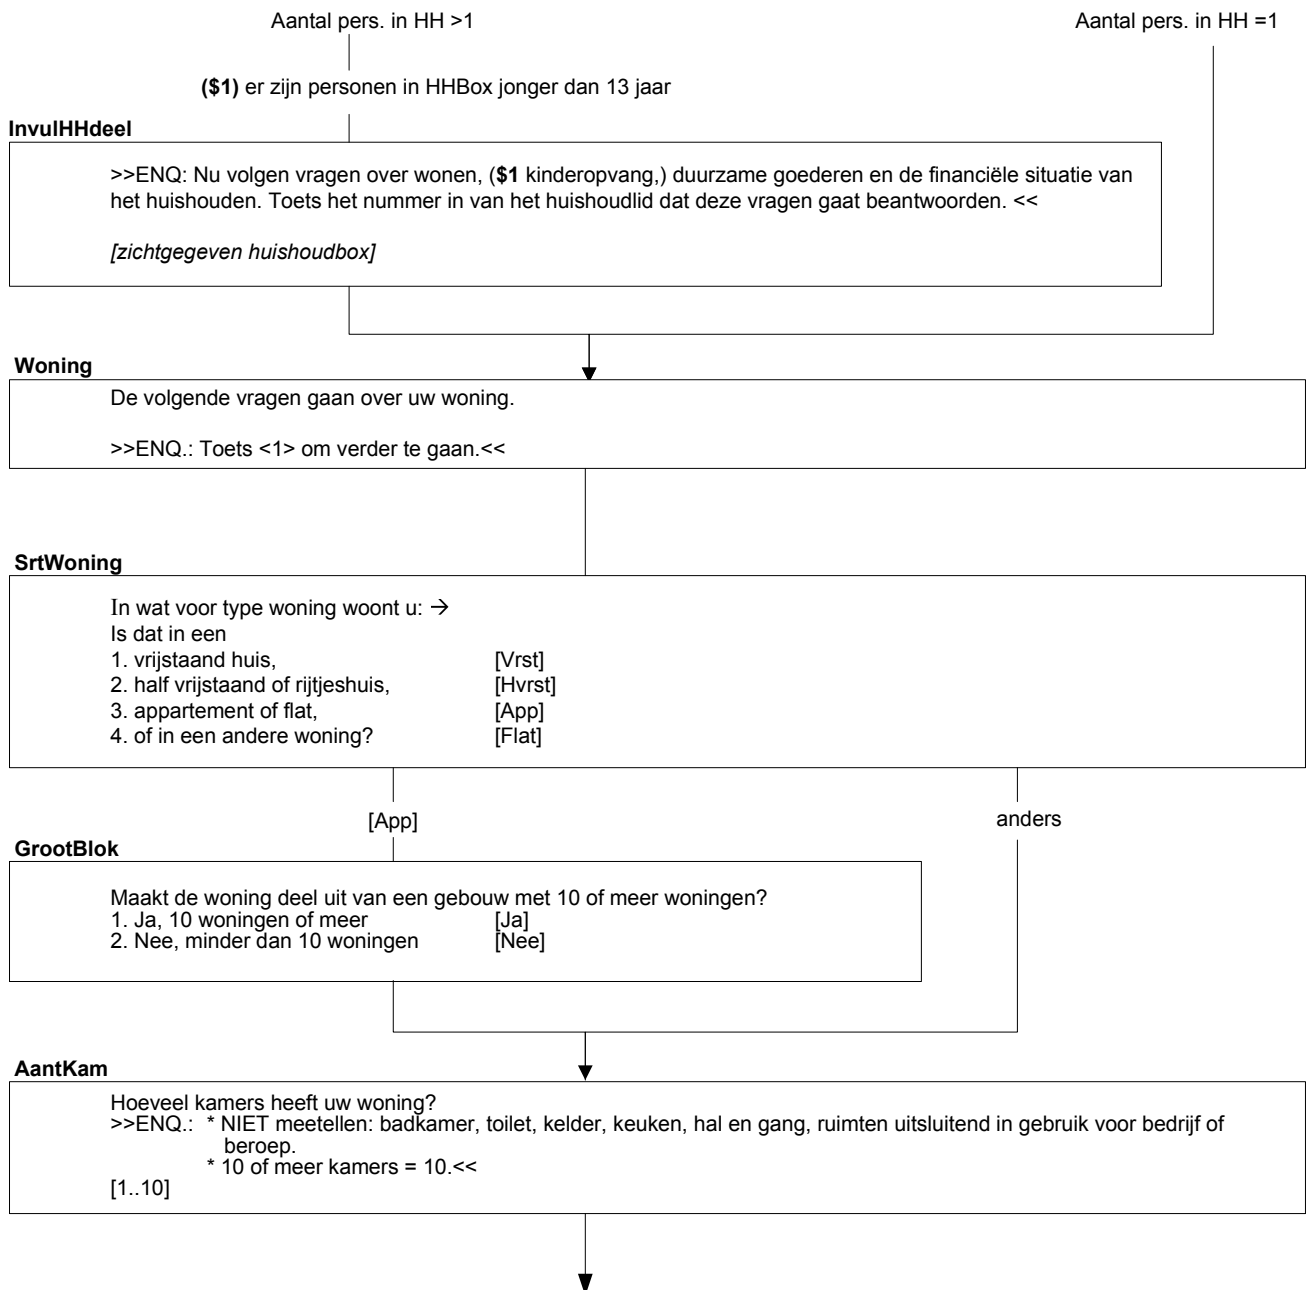 Aantal pers. in HH >1 Aantal pers. in HH =1
($1) er zijn personen in HHBox jonger dan 13 jaar
InvulHHdeel
>>ENQ: Nu volgen vragen over wonen, ($1 kinderopvang,) duurzame goederen en de financiële situatie van
het huishouden. Toets het nummer in van het huishoudlid dat deze vragen gaat beantwoorden. <<
[zichtgegeven huishoudbox]
Woning
De volgende vragen gaan over uw woning.
>>ENQ.: Toets <1> om verder te gaan.<<
SrtWoning
In wat voor type woning woont u: →
Is dat in een
1. vrijstaand huis, [Vrst]
2. half vrijstaand of rijtjeshuis, [Hvrst]
3. appartement of flat, [App]
4. of in een andere woning? [Flat]
[App] anders
GrootBlok
Maakt de woning deel uit van een gebouw met 10 of meer woningen?
1. Ja, 10 woningen of meer [Ja]
2. Nee, minder dan 10 woningen [Nee]
AantKam
Hoeveel kamers heeft uw woning?
>>ENQ.: * NIET meetellen: badkamer, toilet, kelder, keuken, hal en gang, ruimten uitsluitend in gebruik voor bedrijf of
beroep.
* 10 of meer kamers = 10.<<
[1..10]